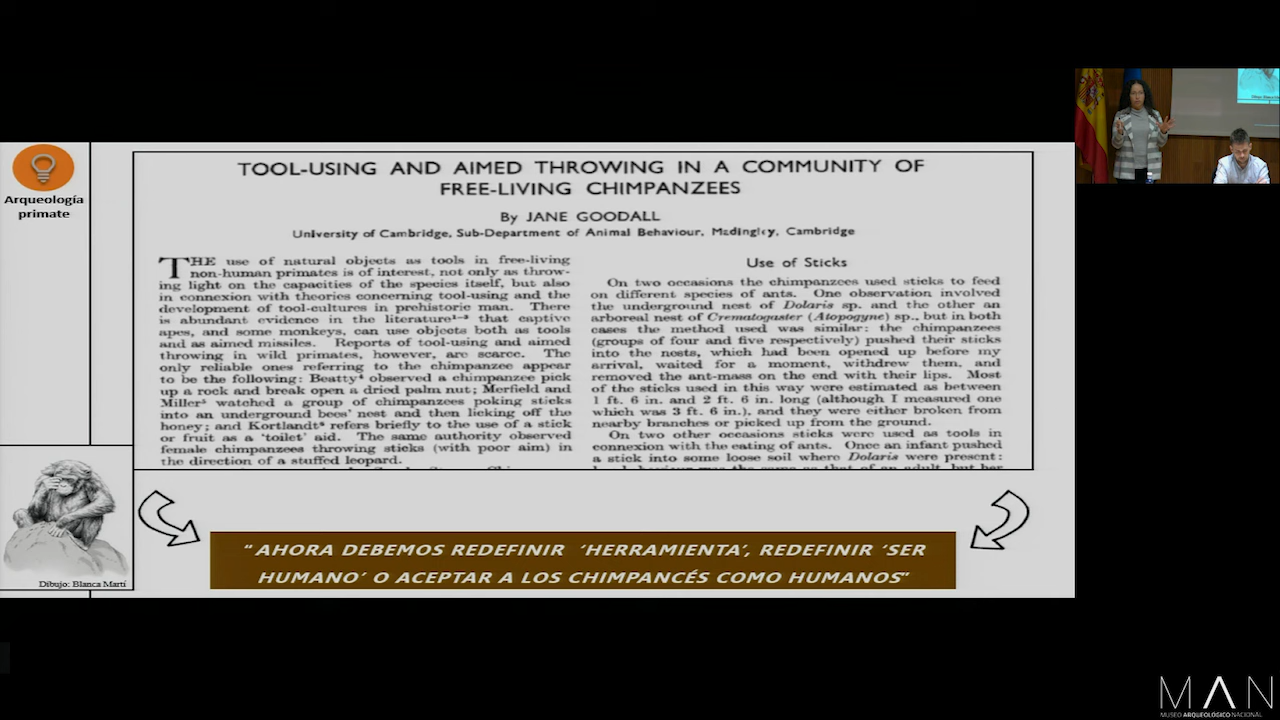 Arqueología
primate
TOOL-USING AND AIMED THROWING IN A COMMUNITY OF
FREE-LIVING CHIMPANZEES
By JANE GOODALL
University of Cambridge, Sub-Department of Animal Behaviour, Madingley, Cambridge
THE use of natural objects as tools in free-living
non-human primates is of interest, not only as throw-
ing light on the capacities of the species itself, but also
in connexion with theories concerning tool-using and the
development of tool-cultures in prehistoric man. There
is abundant evidence in the literature¹⁻³ that captive
apes, and some monkeys, can use objects both as tools
and as aimed missiles. Reports of tool-using and aimed
throwing in wild primates, however, are scarce. The
only reliable ones referring to the chimpanzee appear
to be the following: Beatty⁴ observed a chimpanzee pick
up a rock and break open a dried palm nut; Merfield and
Miller⁵ watched a group of chimpanzees poking sticks
into an underground bees' nest and then licking off the
honey; and Kortlandt⁶ refers briefly to the use of a stick
or fruit as a 'toilet' aid. The same authority observed
female chimpanzees throwing sticks (with poor aim) in
the direction of a stuffed leopard.
Use of Sticks
On two occasions the chimpanzees used sticks to feed
on different species of ants. One observation involved
the underground nest of Dolaris sp. and the other an
arboreal nest of Crematogaster (Atopogyne) sp., but in both
cases the method used was similar: the chimpanzees
(groups of four and five respectively) pushed their sticks
into the nests, which had been opened up before my
arrival, waited for a moment, withdrew them, and
removed the ant-mass on the end with their lips. Most
of the sticks used in this way were estimated as between
1 ft. 6 in. and 2 ft. 6 in. long (although I measured one
which was 3 ft. 6 in.), and they were either broken from
nearby branches or picked up from the ground.
On two other occasions sticks were used as tools in
connexion with the eating of ants. Once an infant pushed
a stick into some loose soil where Dolaris were present:
Dibujo: Blanca Martí
"AHORA DEBEMOS REDEFINIR 'HERRAMIENTA', REDEFINIR 'SER
HUMANO' O ACEPTAR A LOS CHIMPANCÉS COMO HUMANOS"
MAN
MUSEO ARQUEOLÓGICO NACIONAL